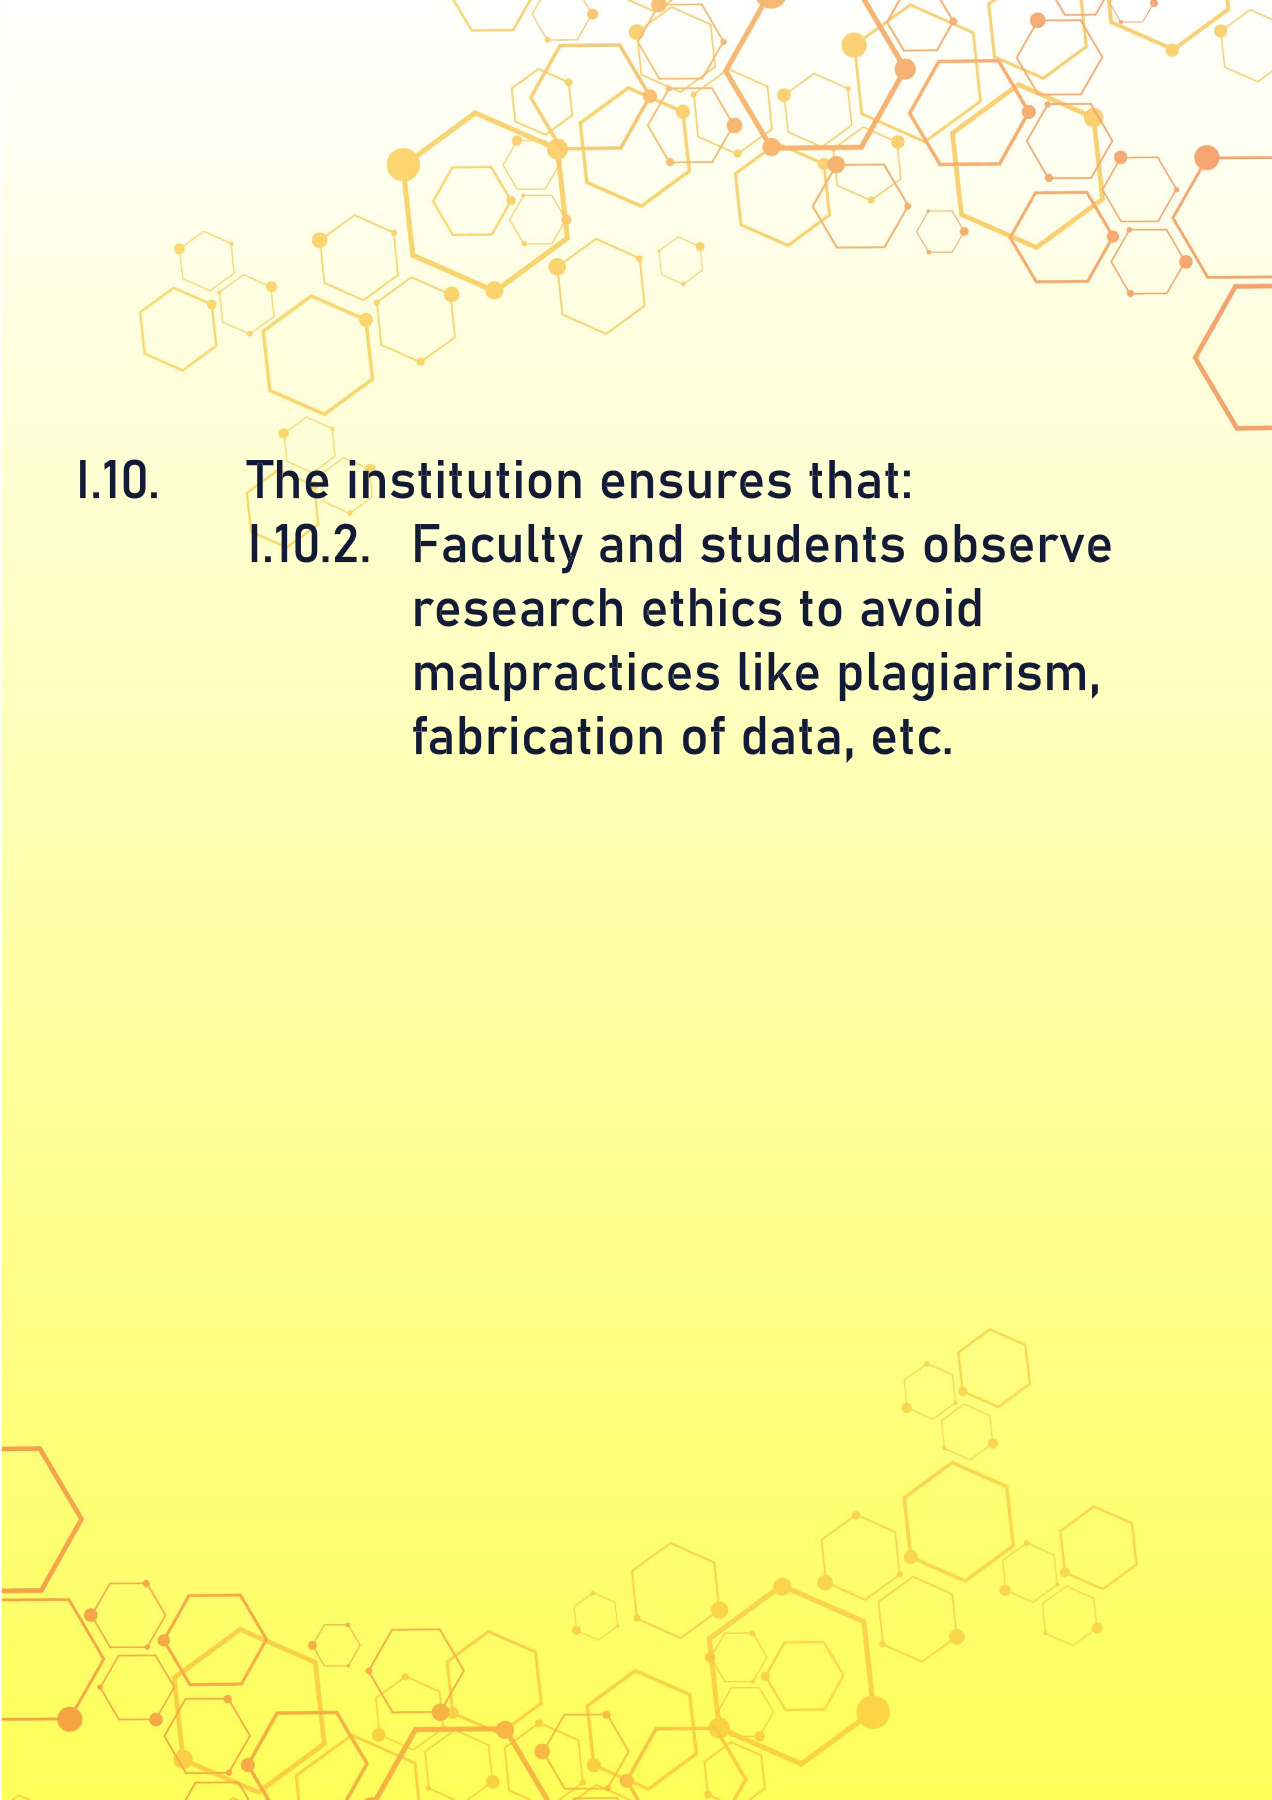 I.10. The institution ensures that:
I.10.2. Faculty and students observe
research ethics to avoid
malpractices like plagiarism,
fabrication of data, etc.